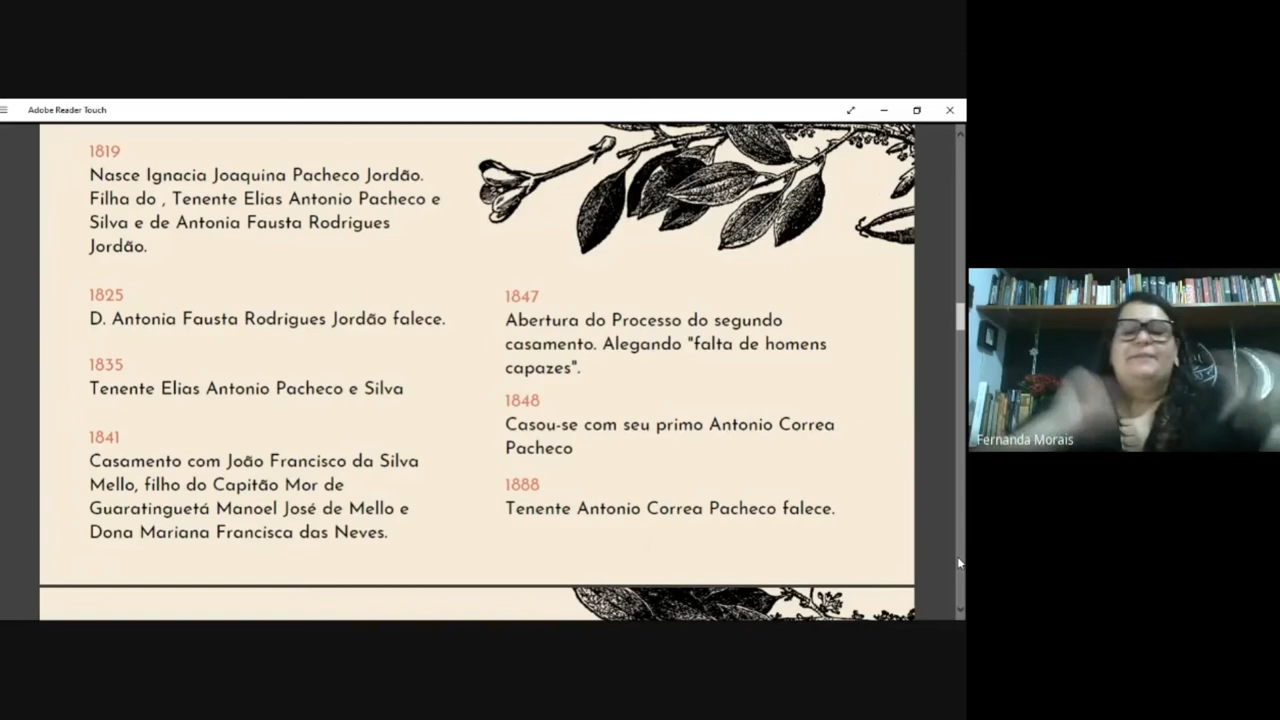 Adobe Reader Touch
1819
Nasce Ignacia Joaquina Pacheco Jordão.
Filha do , Tenente Elias Antonio Pacheco e
Silva e de Antonia Fausta Rodrigues
Jordão.
1825
D. Antonia Fausta Rodrigues Jordão falece.
1835
Tenente Elias Antonio Pacheco e Silva
1841
Casamento com João Francisco da Silva
Mello, filho do Capitão Mor de
Guaratinguetá Manoel José de Mello e
Dona Mariana Francisca das Neves.
1847
Abertura do Processo do segundo
casamento. Alegando "falta de homens
capazes".
1848
Casou-se com seu primo Antonio Correa
Pacheco
1888
Tenente Antonio Correa Pacheco falece.
Fernanda Morais